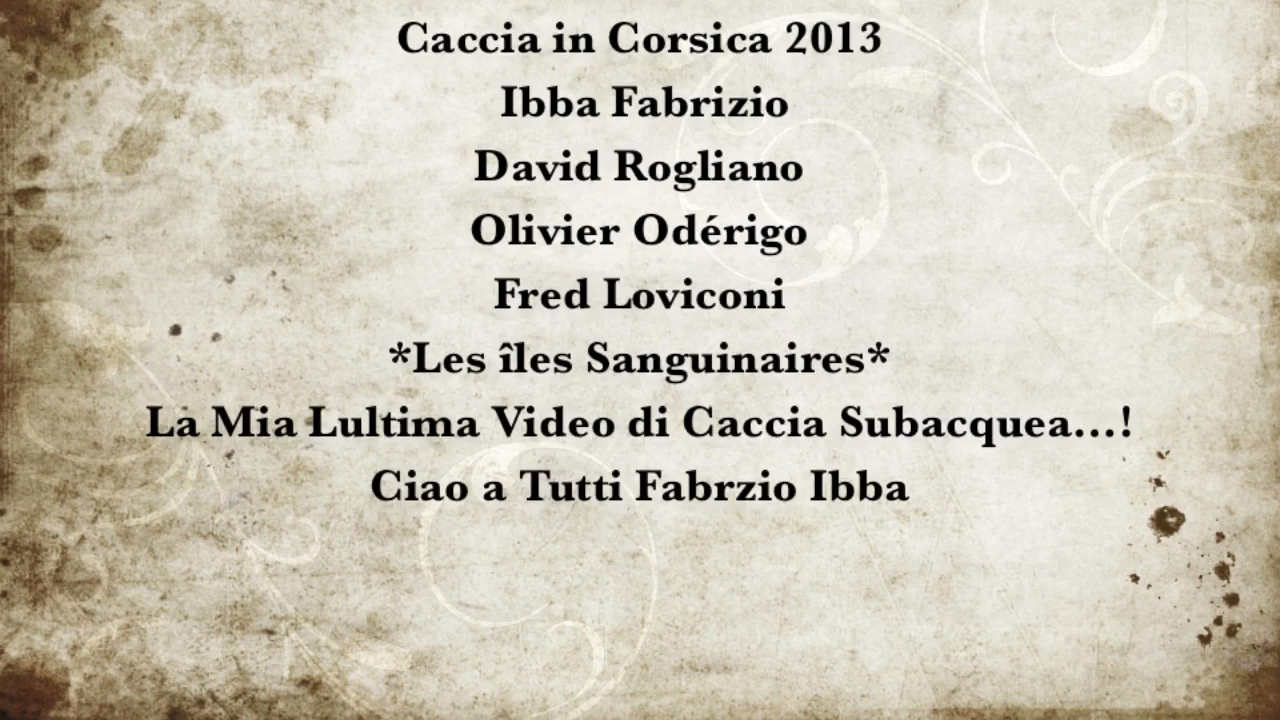 Caccia in Corsica 2013
Ibba Fabrizio
David Rogliano
Olivier Odérigo
Fred Loviconi
*Les îles Sanguinaires*
La Mia Lultima Video di Caccia Subacquea...!
Ciao a Tutti Fabrzio Ibba